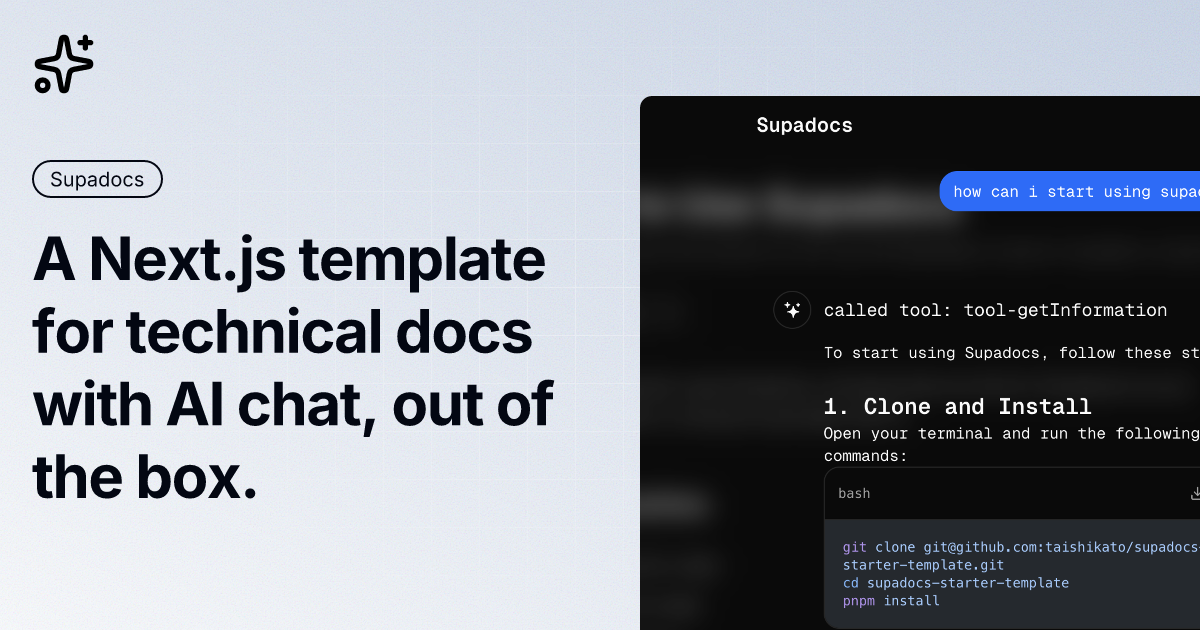 Supadocs
A Next.js template
for technical docs
with AI chat, out of
the box.
Supadocs
how can i start using
called tool: tool-getInformation
To start using Supadocs, follow these
1. Clone and Install
Open your terminal and run the following
commands:
bash
git clone git@github.com:taishikato/supadocs-
starter-template.git
cd supadocs-starter-template
pnpm install